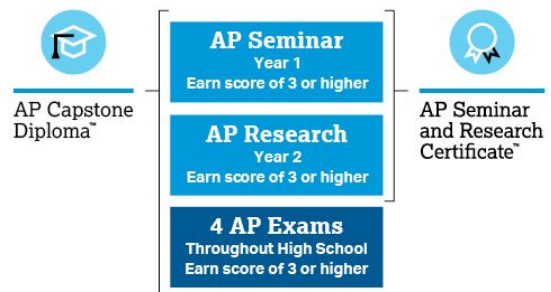 AP Capstone
Diploma™
AP Seminar
Year 1
Earn score of 3 or higher
AP Research
Year 2
Earn score of 3 or higher
4 AP Exams
Throughout High School
Earn score of 3 or higher
AP Seminar
and Research
Certificate™